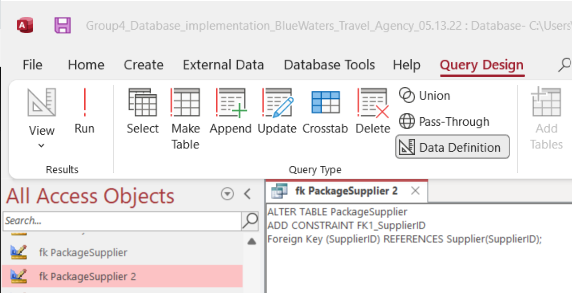 Group4_Database_implementation_BlueWaters_Travel_Agency_05.13.22 : Database- C:\Users\
File Home Create External Data Database Tools Help Query Design
View
Run
Select
Make Table
Append
Update
Crosstab
Delete
Union
Pass-Through
Data Definition
Add Tables
Results
Query Type
All Access Objects
Search...
fk PackageSupplier
fk PackageSupplier 2
fk PackageSupplier 2
ALTER TABLE PackageSupplier
ADD CONSTRAINT FK1_SupplierID
Foreign Key (SupplierID) REFERENCES Supplier(SupplierID);